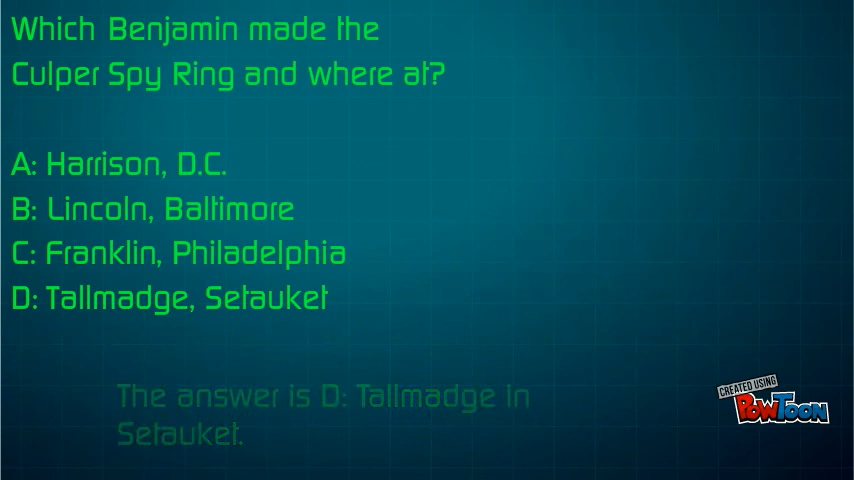 Which Benjamin made the
Culper Spy Ring and where at?
A: Harrison, D.C.
B: Lincoln, Baltimore
C: Franklin, Philadelphia
D: Tallmadge, Setauket
The answer is D: Tallmadge in
Setauket.
CREATED USING
POWTOON